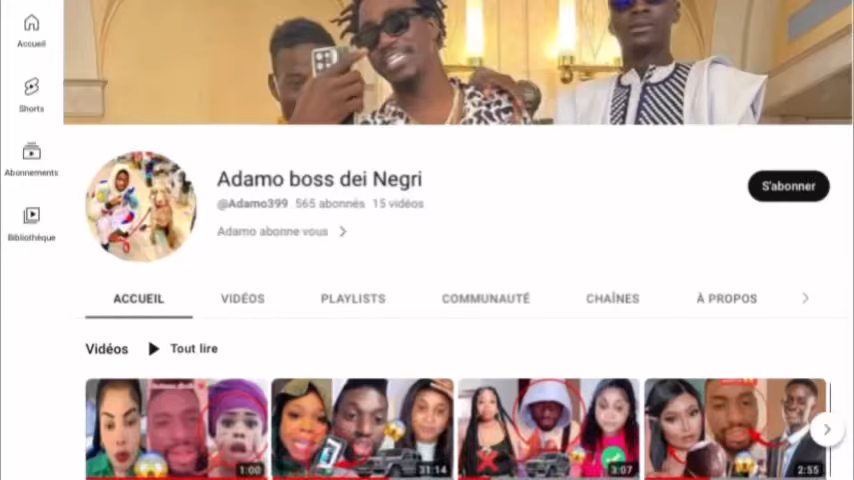 Accueil
Shorts
Abonnements
Bibliothèque
Adamo boss dei Negri
@Adamo399 565 abonnés 15 vidéos
Adamo abonne vous
S'abonner
ACCUEIL VIDÉOS PLAYLISTS COMMUNAUTÉ CHAÎNES À PROPOS
Vidéos Tout lire
1:00 31:14 3:07 2:55